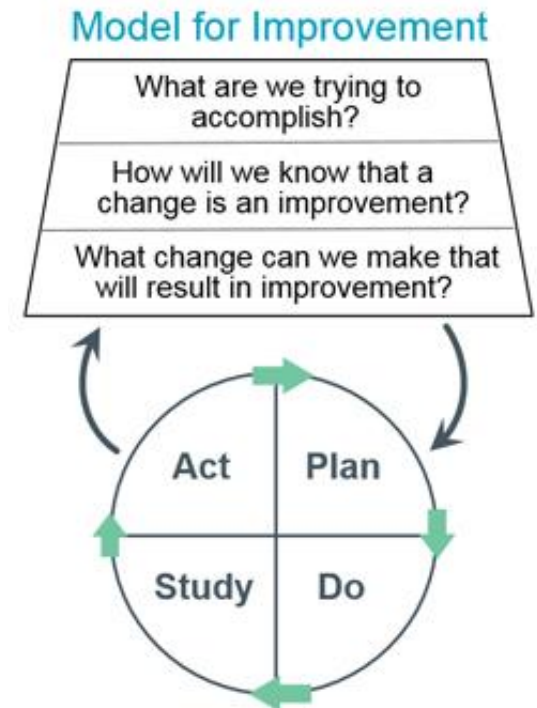 Model for Improvement
What are we trying to
accomplish?
How will we know that a
change is an improvement?
What change can we make that
will result in improvement?
Act
Plan
Study
Do